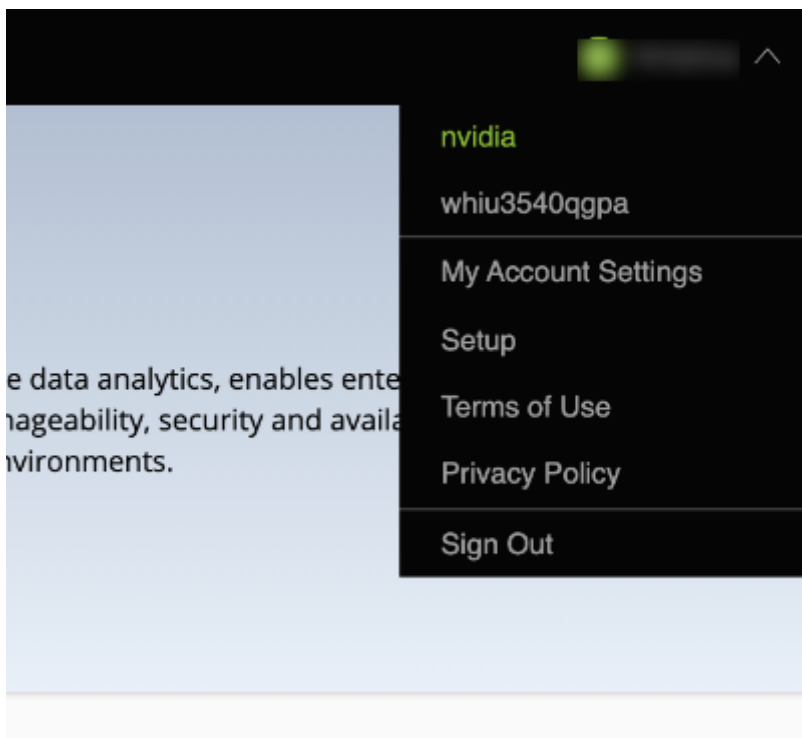 nvidia
whiu3540qgpa
My Account Settings
Setup
e data analytics, enables ente
Terms of Use
nageability, security and availa
Privacy Policy
nvironments.
Sign Out